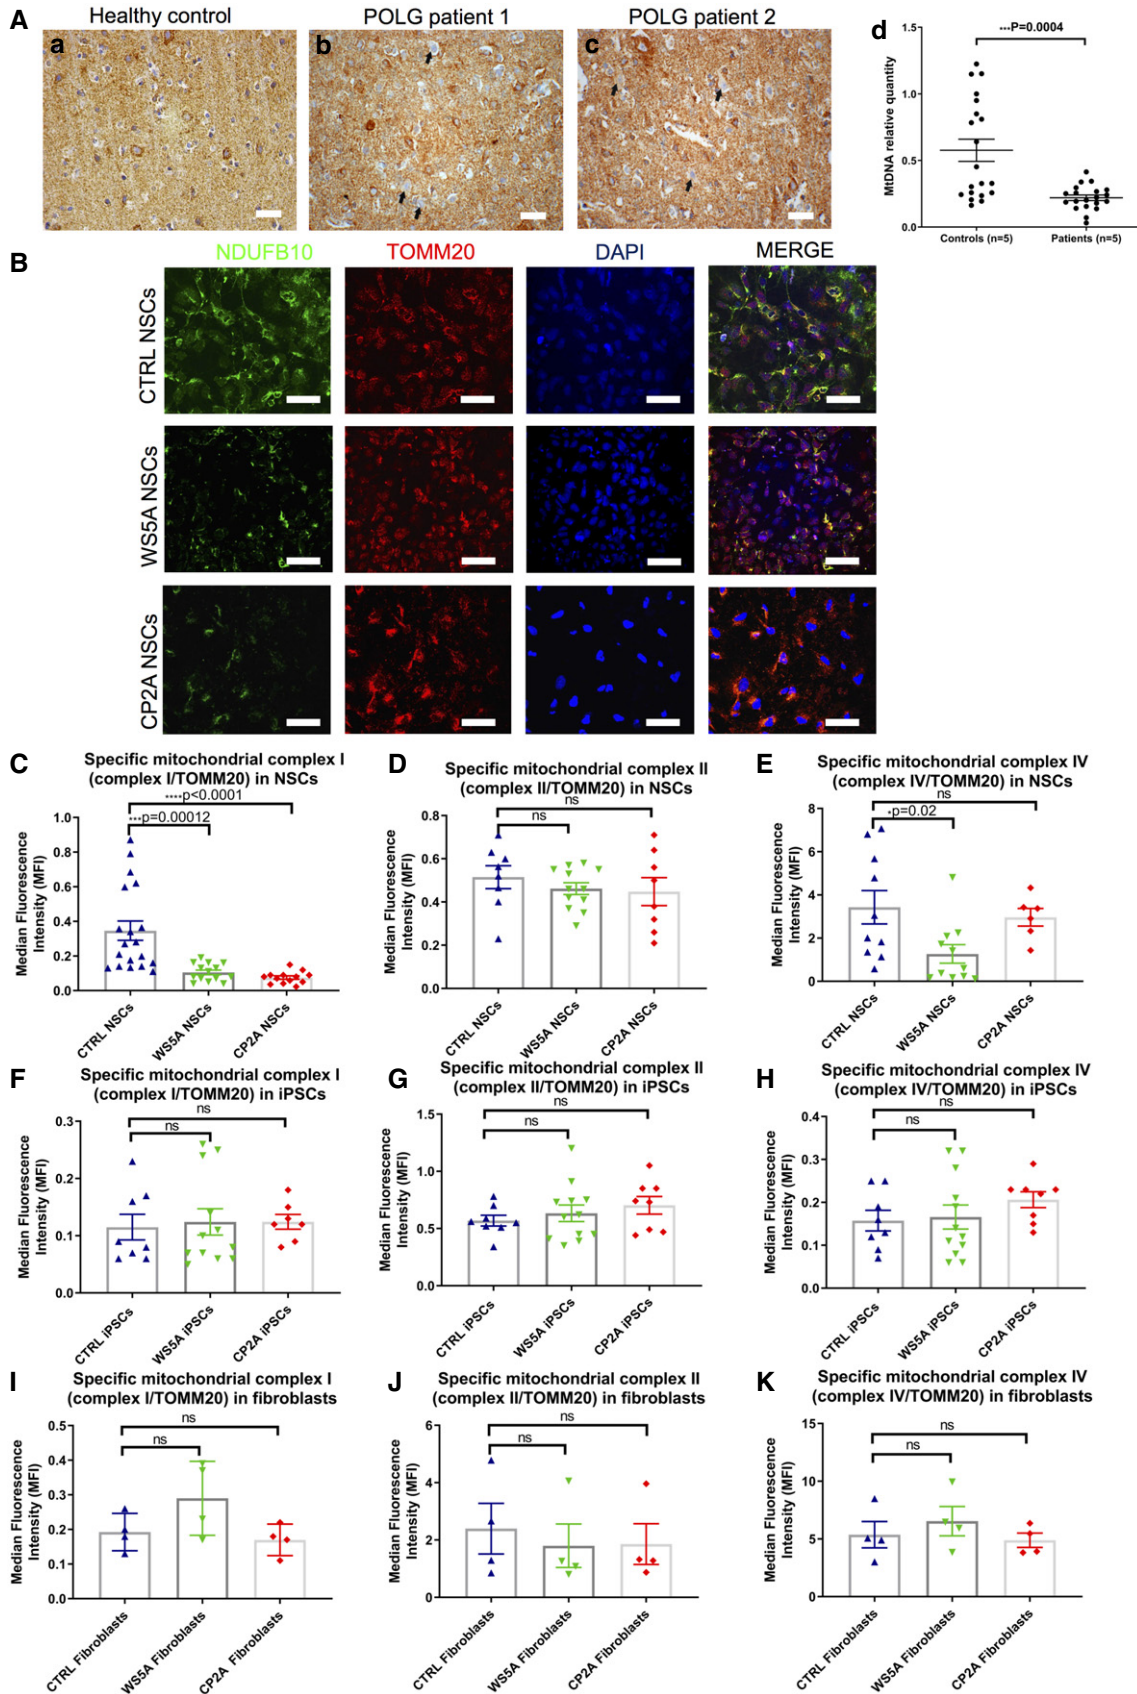 A
Healthy control
POLG patient 1
POLG patient 2
a
b
c
d
***P=0.0004
MtDNA relative quantity
1.5
1.0
0.5
0.0
Controls (n=5)
Patients (n=5)
B
NDUFB10
TOMM20
DAPI
MERGE
CTRL NSCs
WS5A NSCs
CP2A NSCs
C
Specific mitochondrial complex I
(complex I/TOMM20) in NSCs
****p<0.0001
***p=0.00012
Median Fluorescence
Intensity (MFI)
1.0
0.8
0.6
0.4
0.2
0.0
CTRL NSCs
WS5A NSCs
CP2A NSCs
D
Specific mitochondrial complex II
(complex II/TOMM20) in NSCs
ns
ns
Median Fluorescence
Intensity (MFI)
0.8
0.6
0.4
0.2
0.0
CTRL NSCs
WS5A NSCs
CP2A NSCs
E
Specific mitochondrial complex IV
(complex IV/TOMM20) in NSCs
ns
*p=0.02
Median Fluorescence
Intensity (MFI)
8
6
4
2
0
CTRL NSCs
WS5A NSCs
CP2A NSCs
F
Specific mitochondrial complex I
(complex I/TOMM20) in iPSCs
ns
ns
Median Fluorescence
Intensity (MFI)
0.3
0.2
0.1
0.0
CTRL iPSCs
WS5A iPSCs
CP2A iPSCs
G
Specific mitochondrial complex II
(complex II/TOMM20) in iPSCs
ns
ns
Median Fluorescence
Intensity (MFI)
1.5
1.0
0.5
0.0
CTRL iPSCs
WS5A iPSCs
CP2A iPSCs
H
Specific mitochondrial complex IV
(complex IV/TOMM20) in iPSCs
ns
ns
Median Fluorescence
Intensity (MFI)
0.4
0.3
0.2
0.1
0.0
CTRL iPSCs
WS5A iPSCs
CP2A iPSCs
I
Specific mitochondrial complex I
(complex I/TOMM20) in fibroblasts
ns
ns
Median Fluorescence
Intensity (MFI)
0.5
0.4
0.3
0.2
0.1
0.0
CTRL Fibroblasts
WS5A Fibroblasts
CP2A Fibroblasts
J
Specific mitochondrial complex II
(complex II/TOMM20) in fibroblasts
ns
ns
Median Fluorescence
Intensity (MFI)
6
4
2
0
CTRL Fibroblasts
WS5A Fibroblasts
CP2A Fibroblasts
K
Specific mitochondrial complex IV
(complex IV/TOMM20) in fibroblasts
ns
ns
Median Fluorescence
Intensity (MFI)
15
10
5
0
CTRL Fibroblasts
WS5A Fibroblasts
CP2A Fibroblasts